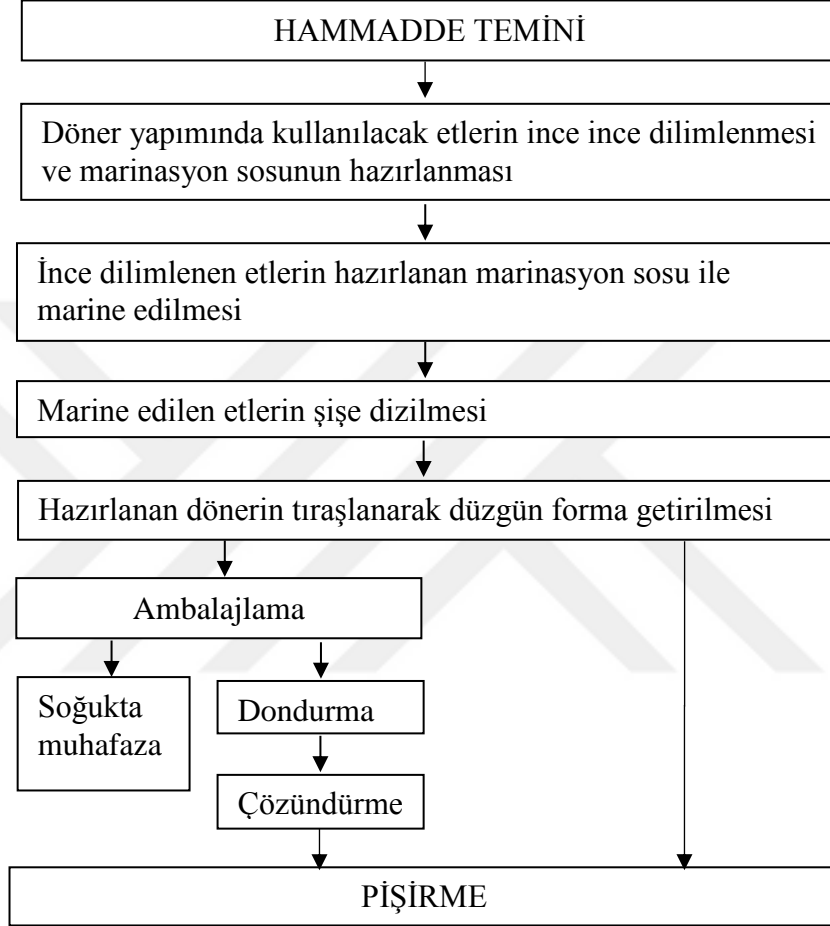 HAMMADDE TEMİNİ
Döner yapımında kullanılacak etlerin ince ince dilimlenmesi
ve marinasyon sosunun hazırlanması
İnce dilimlenen etlerin hazırlanan marinasyon sosu ile
marine edilmesi
Marine edilen etlerin şişe dizilmesi
Hazırlanan dönerin tıraşlanarak düzgün forma getirilmesi
Ambalajlama
Soğukta
muhafaza
Dondurma
Çözündürme
PİŞİRME